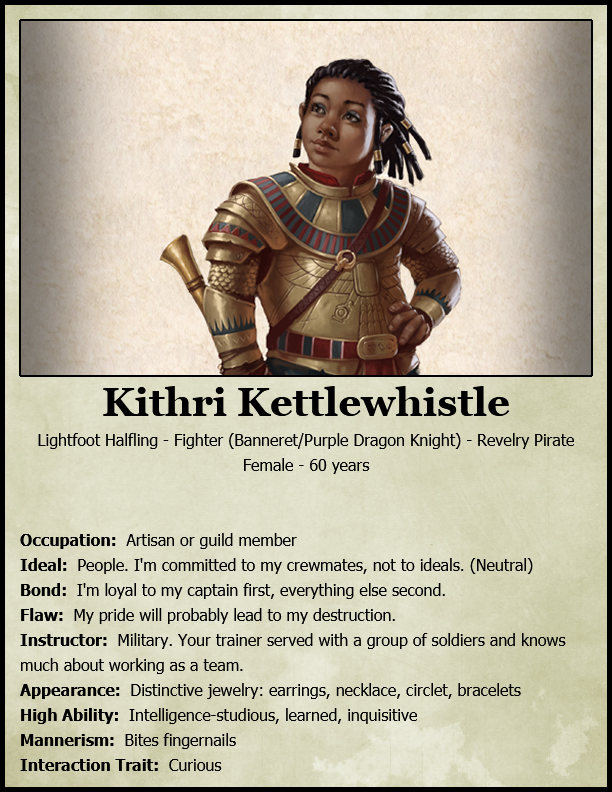 Kithri Kettlewhistle
Lightfoot Halfling - Fighter (Banneret/Purple Dragon Knight) - Revelry Pirate
Female - 60 years
Occupation: Artisan or guild member
Ideal: People. I'm committed to my crewmates, not to ideals. (Neutral)
Bond: I'm loyal to my captain first, everything else second.
Flaw: My pride will probably lead to my destruction.
Instructor: Military. Your trainer served with a group of soldiers and knows
much about working as a team.
Appearance: Distinctive jewelry: earrings, necklace, circlet, bracelets
High Ability: Intelligence-studious, learned, inquisitive
Mannerism: Bites fingernails
Interaction Trait: Curious